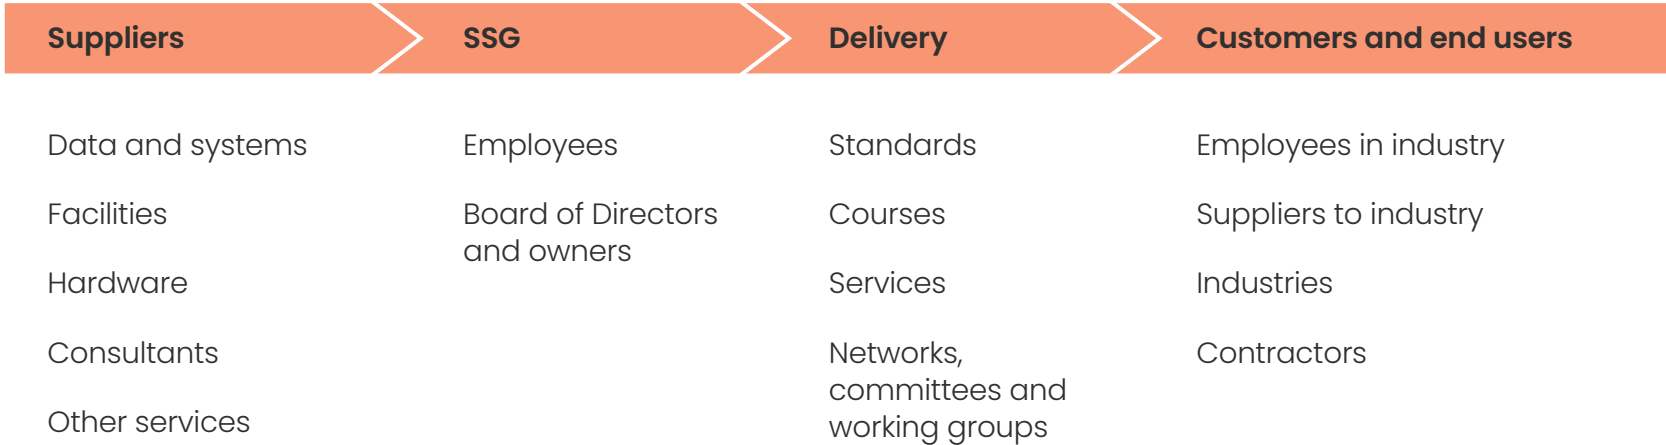 Suppliers
SSG
Delivery
Customers and end users
Data and systems
Facilities
Hardware
Consultants
Other services
Employees
Board of Directors
and owners
Standards
Courses
Services
Networks,
committees and
working groups
Employees in industry
Suppliers to industry
Industries
Contractors